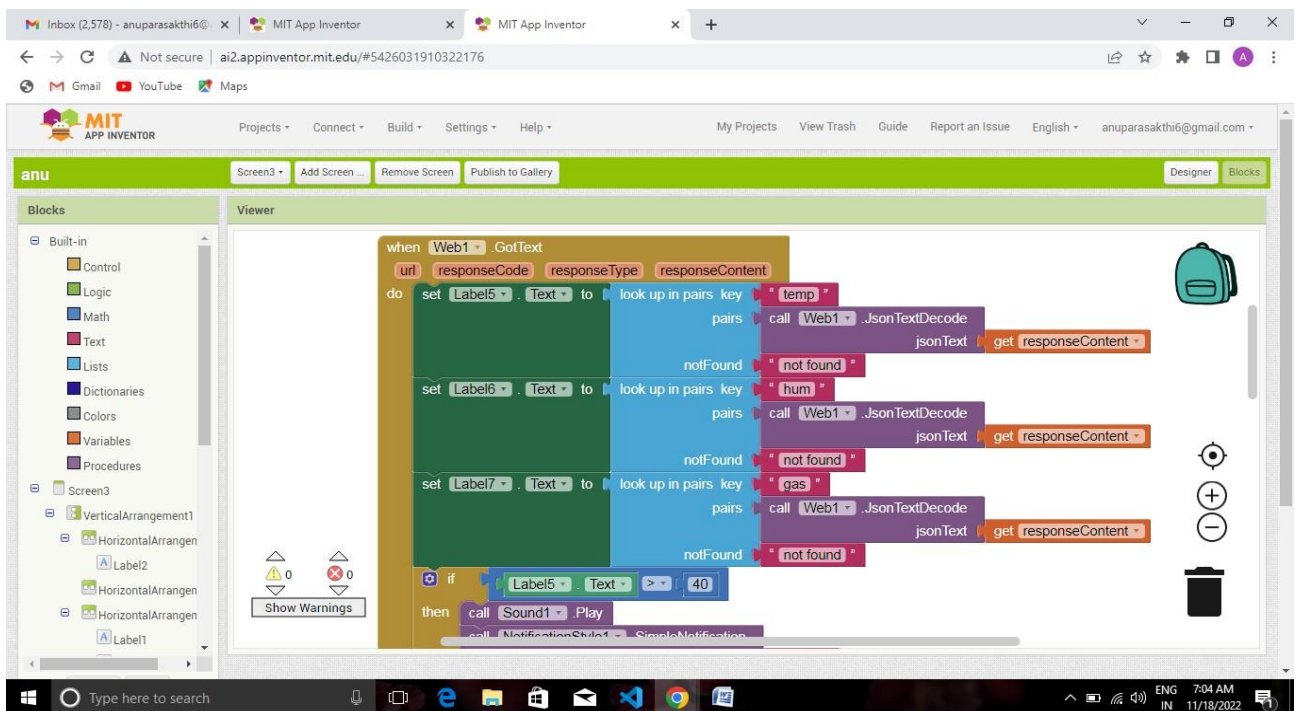 Inbox (2,578) - anuparasakthi6@ MIT App Inventor MIT App Inventor
Not secure ai2.appinventor.mit.edu/#5426031910322176 A
Gmail YouTube Maps
MIT
APP INVENTOR
Projects Connect Build Settings Help My Projects View Trash Guide Report an Issue English anuparasakthi6@gmail.com
anu Screen3 Add Screen ... Remove Screen Publish to Gallery Designer Blocks
Blocks Viewer
Built-in
Control
Logic
Math
Text
Lists
Dictionaries
Colors
Variables
Procedures
Screen3
VerticalArrangement1
HorizontalArrangen
A Label2
HorizontalArrangen
HorizontalArrangen
A Label1
when Web1 .GotText
url responseCode responseType responseContent
do set Label5 . Text to look up in pairs key " temp "
pairs call Web1 .JsonTextDecode
jsonText get responseContent
notFound " not found "
set Label6 . Text to look up in pairs key " hum "
pairs call Web1 .JsonTextDecode
jsonText get responseContent
notFound " not found "
set Label7 . Text to look up in pairs key " gas "
pairs call Web1 .JsonTextDecode
jsonText get responseContent
notFound " not found "
if Label5 . Text > 40
then call Sound1 .Play
call NotificationStyle1 .SimpleNotification
0 0
Show Warnings
Type here to search
ENG 7:04 AM
IN 11/18/2022